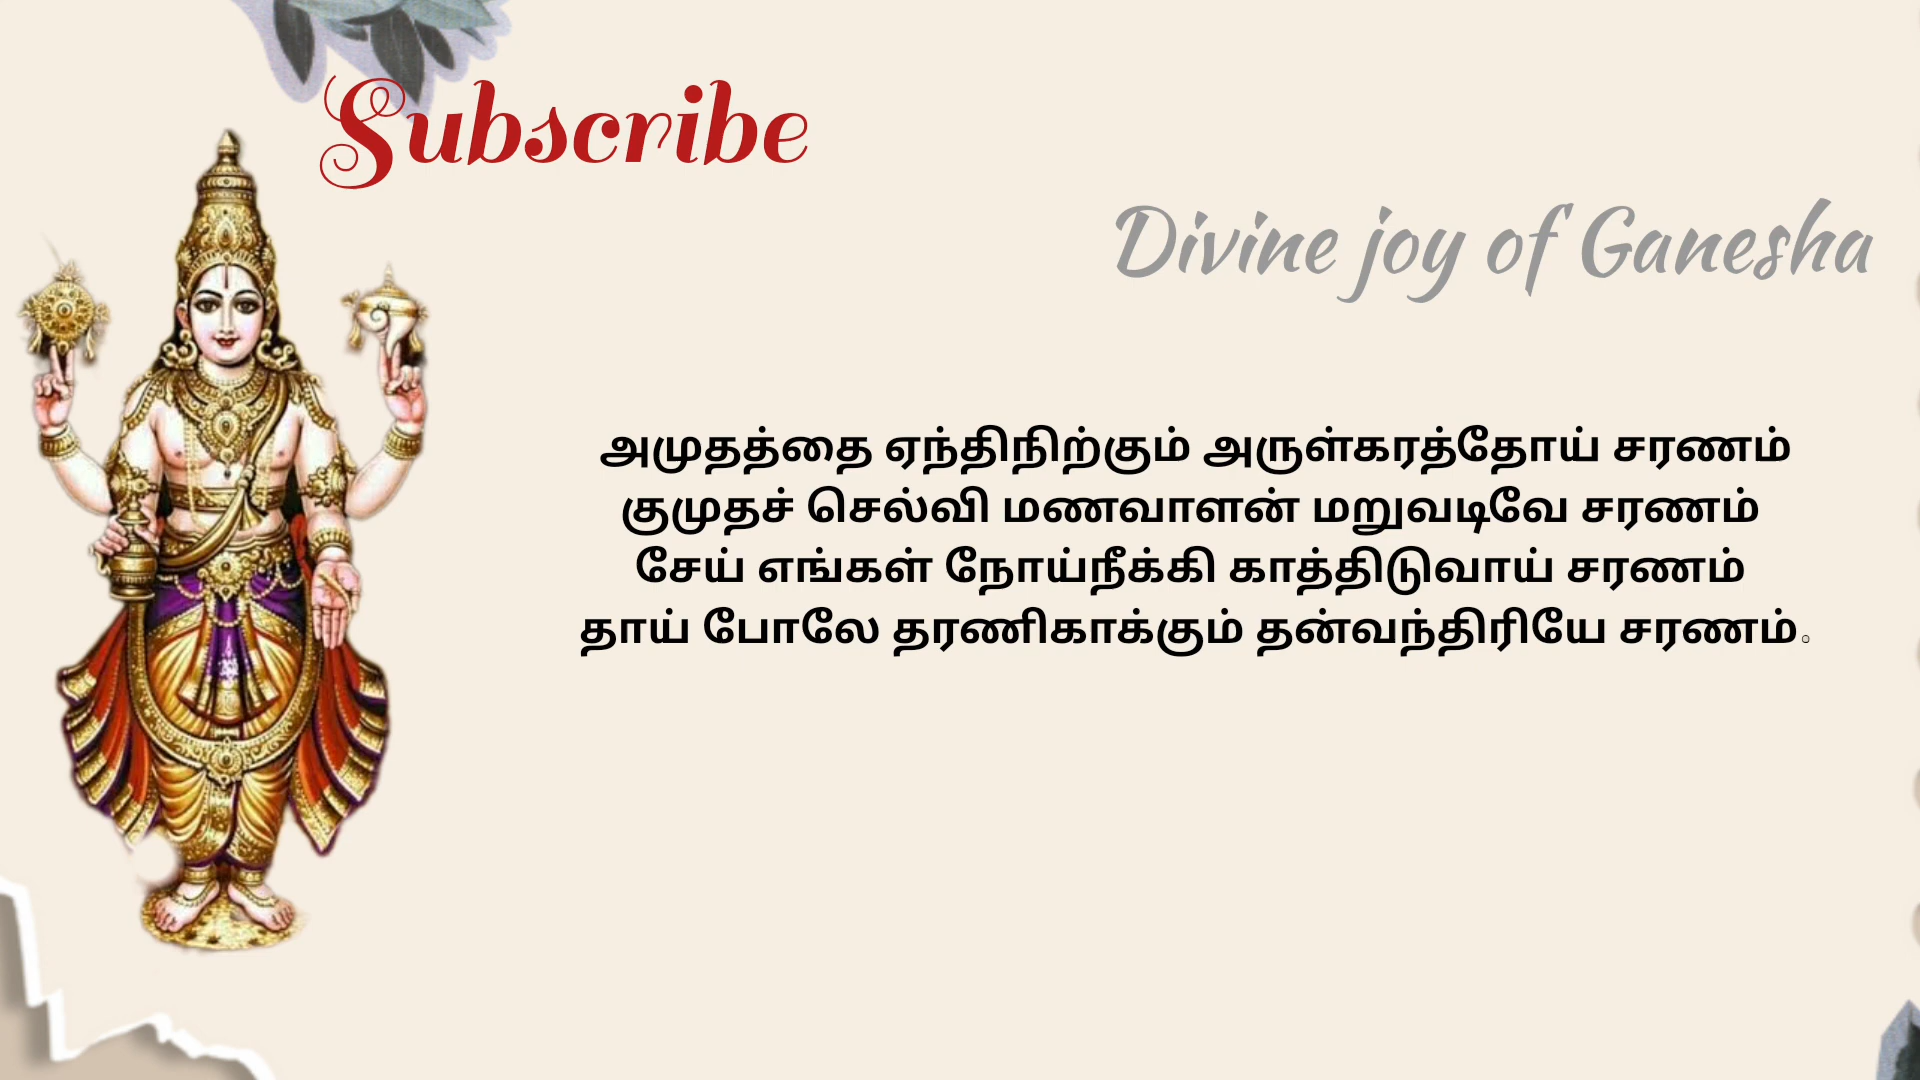 Subscribe
Divine joy of Ganesha
அமுதத்தை ஏந்திநிற்கும் அருள்கரத்தோய் சரணம்
குமுதச் செல்வி மணவாளன் மறுவடிவே சரணம்
சேய் எங்கள் நோய்நீக்கி காத்திடுவாய் சரணம்
தாய் போலே தரணிகாக்கும் தன்வந்திரியே சரணம்.